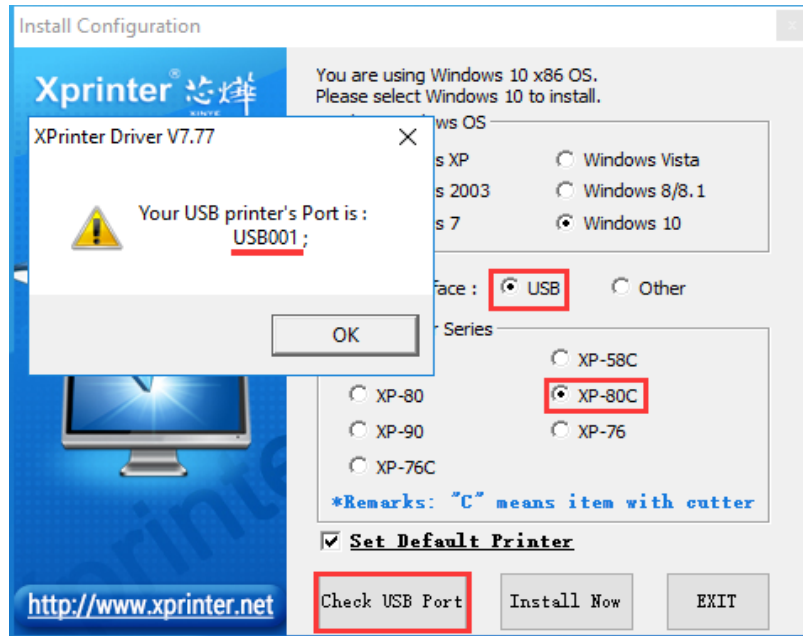 Install Configuration
Xprinter® 芯烨
XINYE
You are using Windows 10 x86 OS.
Please select Windows 10 to install.
ws OS
s XP
Windows Vista
s 2003
Windows 8/8.1
s 7
Windows 10
XPrinter Driver V7.77
Your USB printer's Port is :
USB001 ;
OK
face :
USB
Other
r Series
XP-58C
XP-80
XP-80C
XP-90
XP-76
XP-76C
*Remarks: "C" means item with cutter
Set Default Printer
http://www.xprinter.net
Check USB Port
Install Now
EXIT